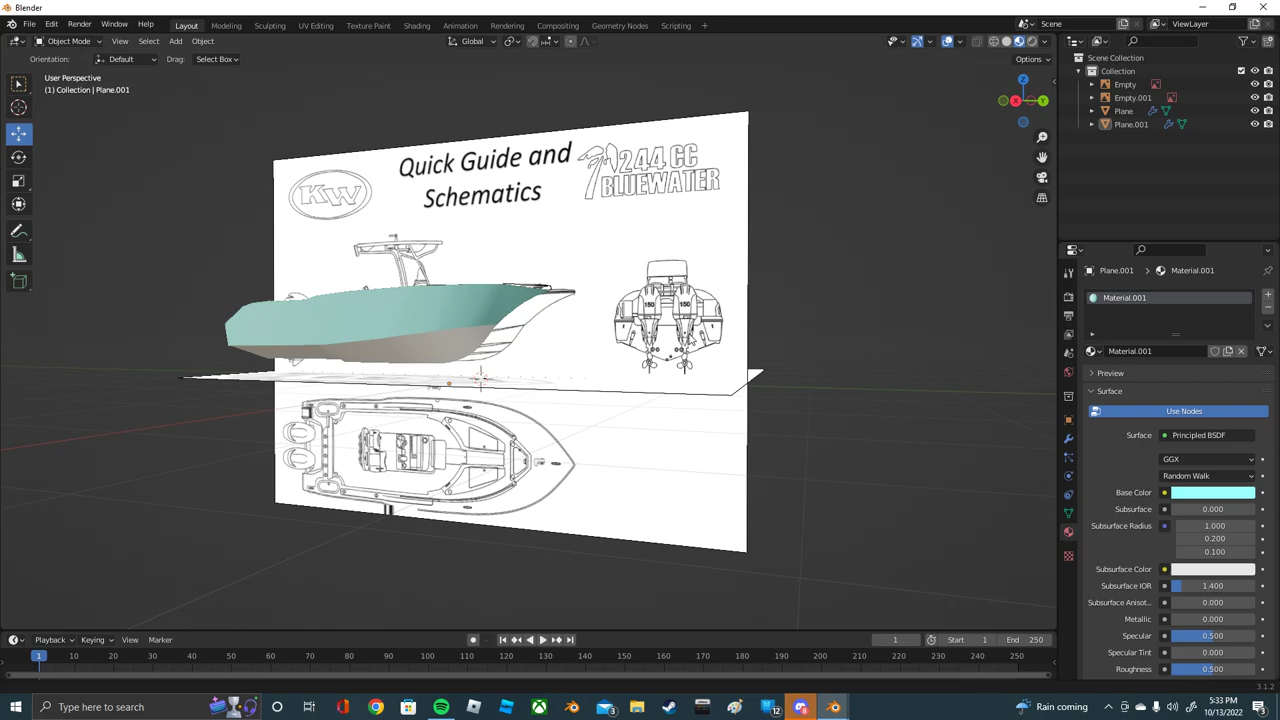 Blender
File Edit Render Window Help Layout Modeling Sculpting UV Editing Texture Paint Shading Animation Rendering Compositing Geometry Nodes Scripting + Scene ViewLayer
Object Mode View Select Add Object Global
Orientation: Default Drag: Select Box Options
User Perspective
(1) Collection | Plane.001
Z
X
Y
Scene Collection
Collection
Empty
Empty.001
Plane
Plane.001
Quick Guide and
Schematics
KW
244 CC
BLUEWATER
150 150
Plane.001 > Material.001
Material.001
Material.001
Preview
Surface
Use Nodes
Surface Principled BSDF
GGX
Random Walk
Base Color
Subsurface 0.000
Subsurface Radius 1.000
0.200
0.100
Subsurface Color
Subsurface IOR 1.400
Subsurface Anisot... 0.000
Metallic 0.000
Specular 0.500
Specular Tint 0.000
Roughness 0.500
Playback Keying View Marker 1 Start 1 End 250
1 10 20 30 40 50 60 70 80 90 100 110 120 130 140 150 160 170 180 190 200 210 220 230 240 250
3.1.2
Type here to search
3
12
8
Rain coming
5:33 PM
10/13/2022